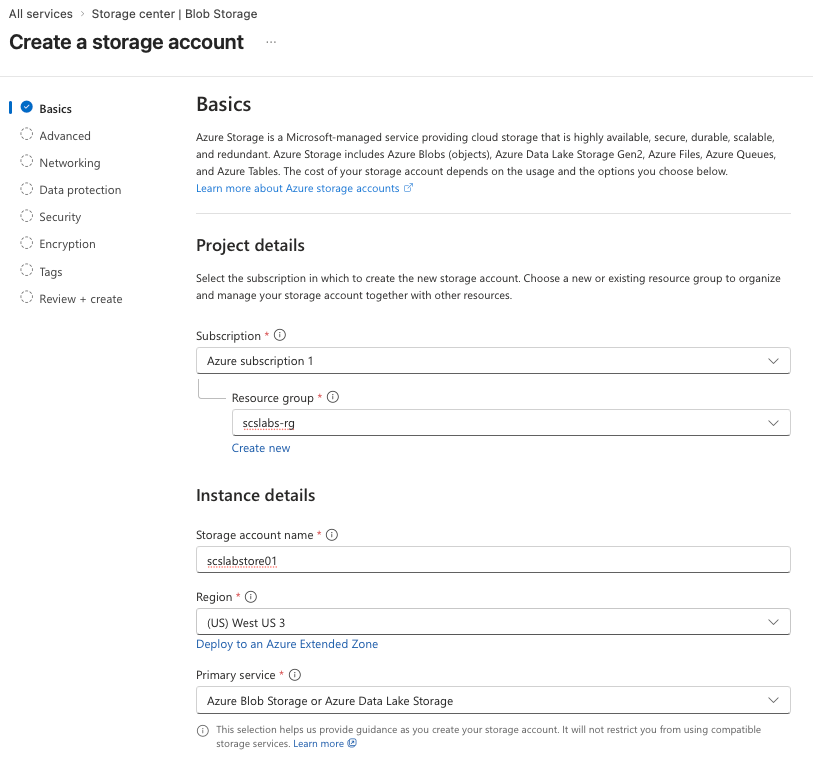 All services > Storage center | Blob Storage
Create a storage account ...
Basics
Advanced
Networking
Data protection
Security
Encryption
Tags
Review + create
Basics
Azure Storage is a Microsoft-managed service providing cloud storage that is highly available, secure, durable, scalable,
and redundant. Azure Storage includes Azure Blobs (objects), Azure Data Lake Storage Gen2, Azure Files, Azure Queues,
and Azure Tables. The cost of your storage account depends on the usage and the options you choose below.
Learn more about Azure storage accounts
Project details
Select the subscription in which to create the new storage account. Choose a new or existing resource group to organize
and manage your storage account together with other resources.
Subscription *
Azure subscription 1
Resource group *
scslabs-rg
Create new
Instance details
Storage account name *
scslabstore01
Region *
(US) West US 3
Deploy to an Azure Extended Zone
Primary service *
Azure Blob Storage or Azure Data Lake Storage
This selection helps us provide guidance as you create your storage account. It will not restrict you from using compatible
storage services. Learn more